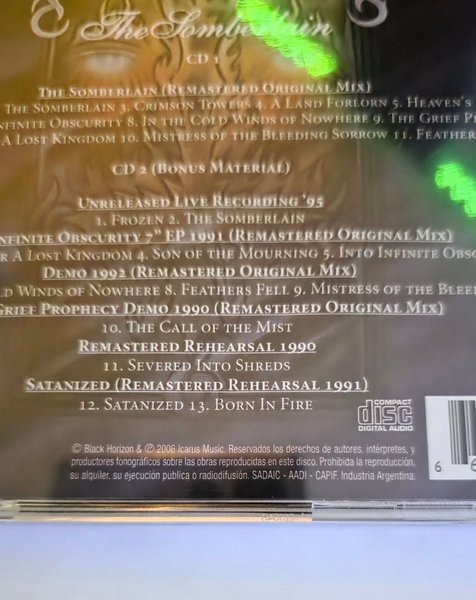 The Somberlain
CD 1
The Somberlain (Remastered Original Mix)
The Somberlain 3. Crimson Towers 4. A Land Forlorn 5. Heaven's
nfinite Obscurity 8. In the Cold Winds of Nowhere 9. The Grief P
A Lost Kingdom 10. Mistress of the Bleeding Sorrow 11. Feather
CD 2 (Bonus Material)
Unreleased Live Recording '95
1. Frozen 2. The Somberlain
nfinite Obscurity 7" EP 1991 (Remastered Original Mix)
r A Lost Kingdom 4. Son of the Mourning 5. Into Infinite Obscu
Demo 1992 (Remastered Original Mix)
ld Winds of Nowhere 8. Feathers Fell 9. Mistress of the Bleed
Grief Prophecy Demo 1990 (Remastered Original Mix)
10. The Call of the Mist
Remastered Rehearsal 1990
11. Severed Into Shreds
Satanized (Remastered Rehearsal 1991)
12. Satanized 13. Born In Fire
COMPACT
disc
DIGITAL AUDIO
© Black Horizon & ℗ 2006 Icarus Music. Reservados los derechos de autores, intérpretes, y
productores fonográficos sobre las obras reproducidas en este disco. Prohibida la reproducción,
su alquiler, su ejecución pública o radiodifusión. SADAIC - AADI - CAPIF. Industria Argentina.
6 6